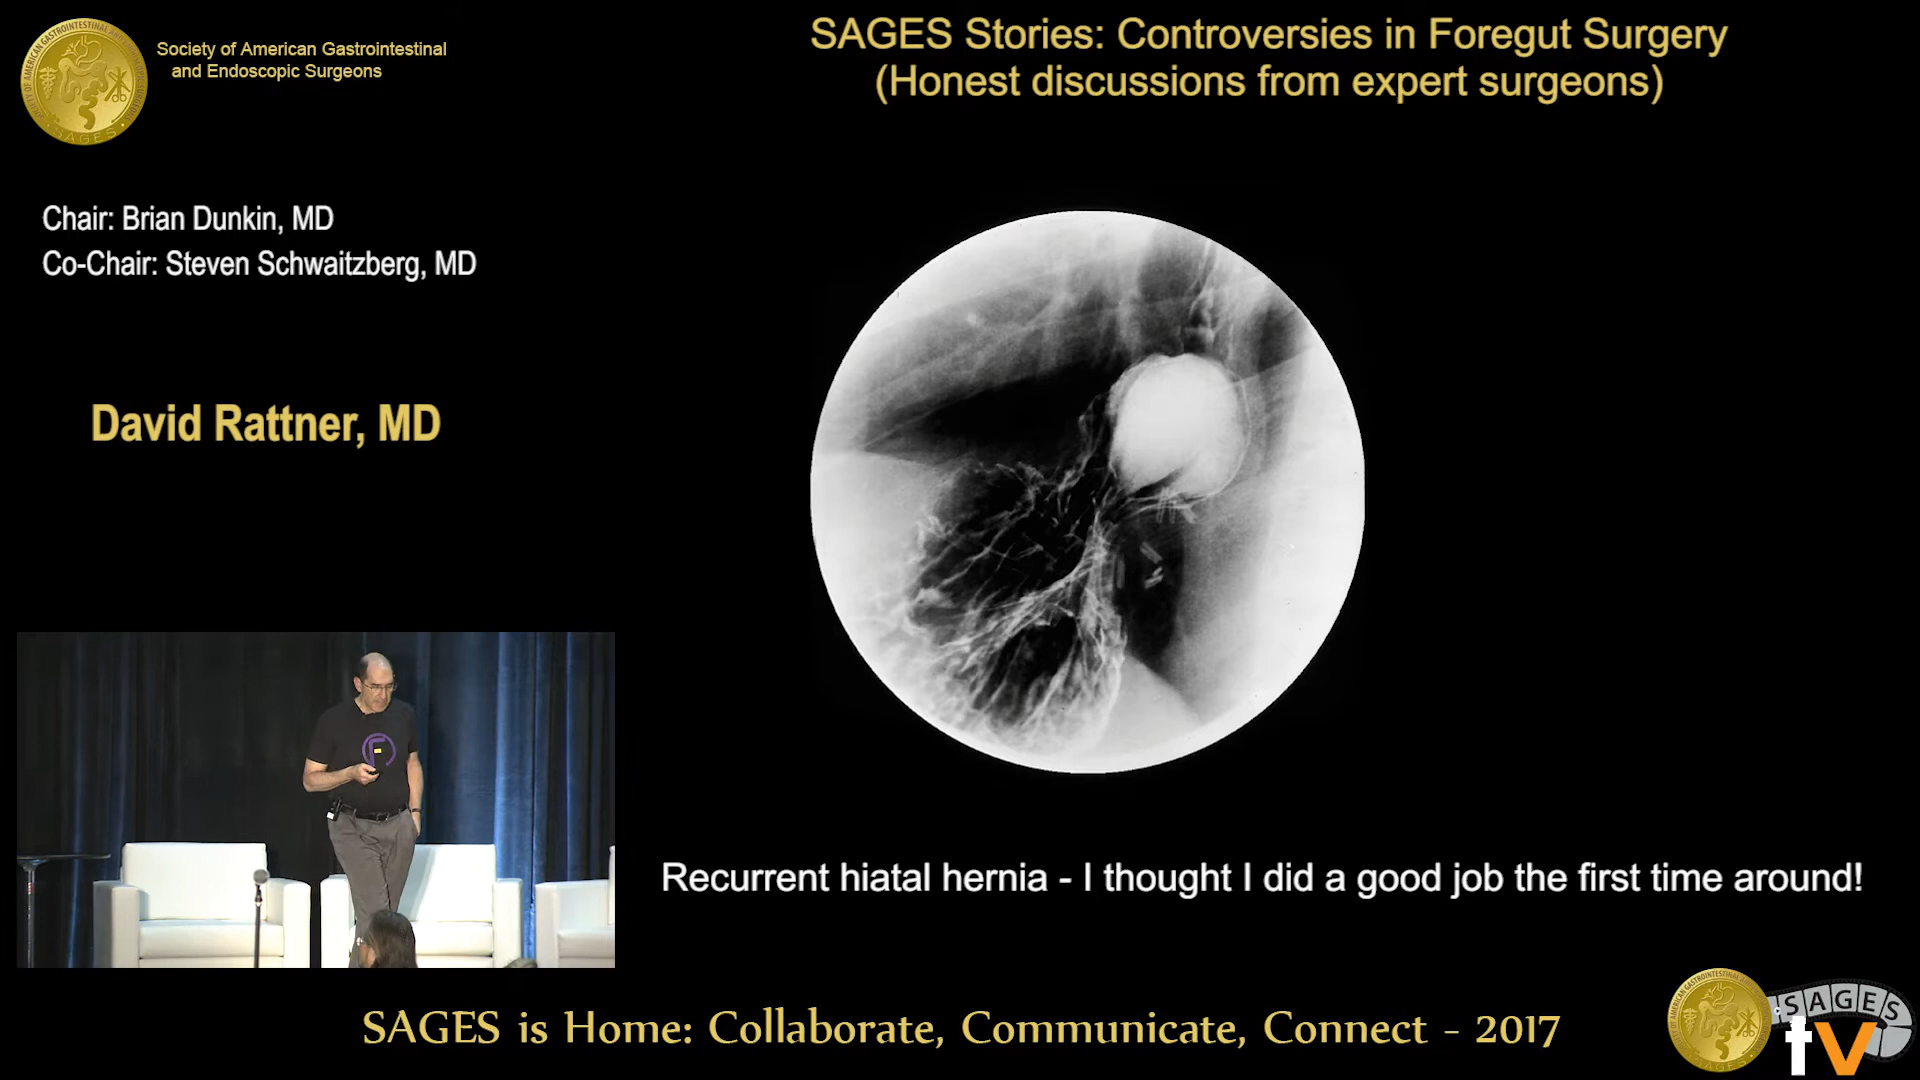 Society of American Gastrointestinal
and Endoscopic Surgeons
SAGES Stories: Controversies in Foregut Surgery
(Honest discussions from expert surgeons)
Chair: Brian Dunkin, MD
Co-Chair: Steven Schwaitzberg, MD
David Rattner, MD
Recurrent hiatal hernia - I thought I did a good job the first time around!
SAGES is Home: Collaborate, Communicate, Connect - 2017
SAGES
tv